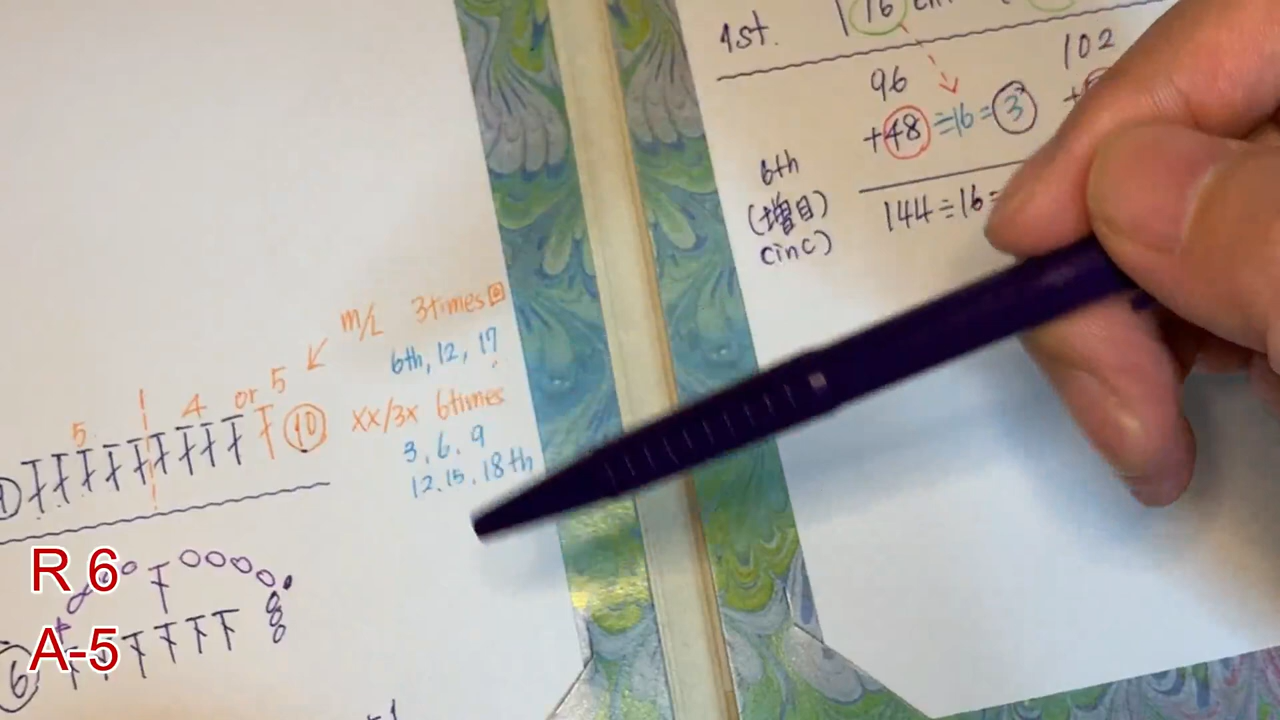 5 1 4 or 5
10
m/L 3times
6th, 12, 17
XX/3X 6times
3, 6, 9
12, 15, 18th
6
R 6
A-5
1st. 16
96
+48÷16=3
144÷16=
6th
(增目)
cinc)
102
+